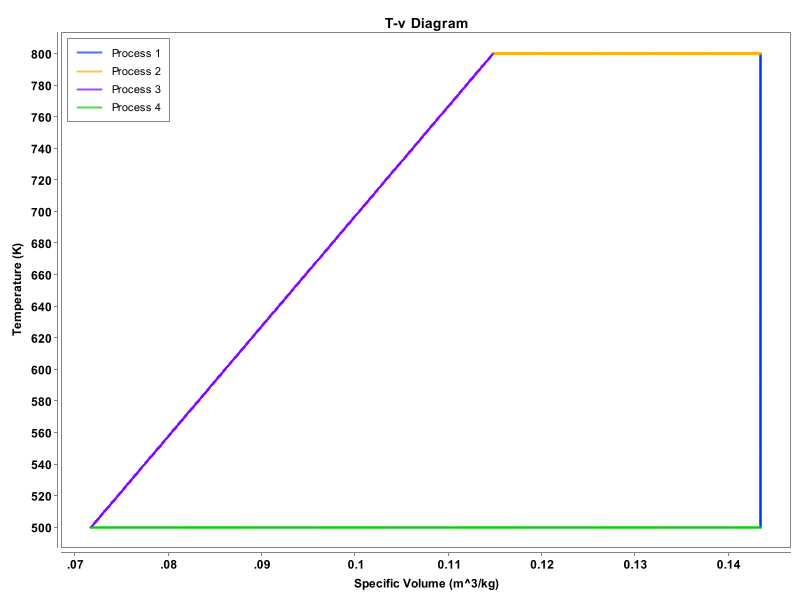 T-v Diagram
Process 1
Process 2
Process 3
Process 4
Temperature (K)
800
780
760
740
720
700
680
660
640
620
600
580
560
540
520
500
.07 .08 .09 0.1 0.11 0.12 0.13 0.14
Specific Volume (m^3/kg)